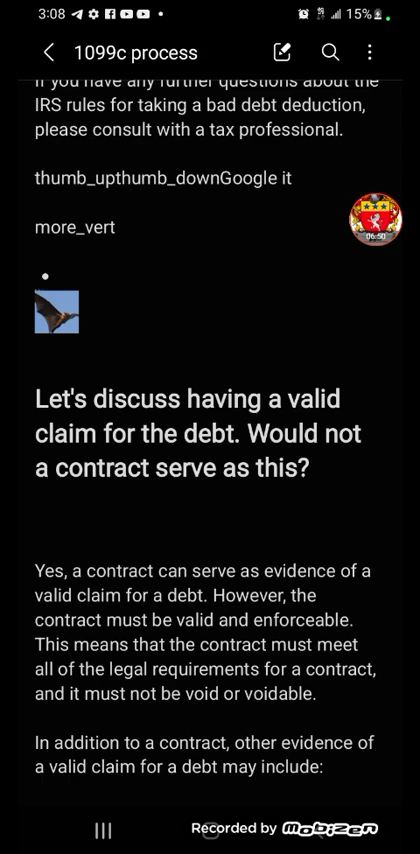 3:08
15%
1099c process
If you have any further questions about the
IRS rules for taking a bad debt deduction,
please consult with a tax professional.
thumb_upthumb_downGoogle it
more_vert
06:50
Let's discuss having a valid
claim for the debt. Would not
a contract serve as this?
Yes, a contract can serve as evidence of a
valid claim for a debt. However, the
contract must be valid and enforceable.
This means that the contract must meet
all of the legal requirements for a contract,
and it must not be void or voidable.
In addition to a contract, other evidence of
a valid claim for a debt may include:
Recorded by Mobizen